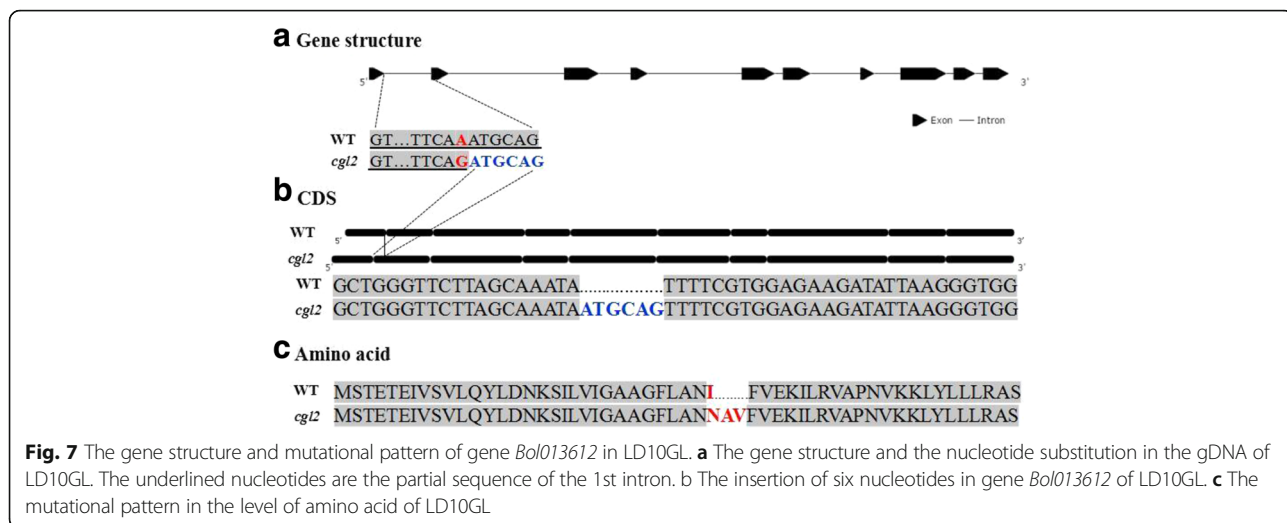 a Gene structure
5' 3'
Exon Intron
WT GT...TTCAAATGCAG
cgl2 GT...TTCAGATGCAG
b CDS
WT 5' 3'
cgl2 5' 3'
WT GCTGGGTTCTTAGCAAATA.................TTTTCGTGGAGAAGATATTAAGGGTGG
cgl2 GCTGGGTTCTTAGCAAATAATGCAGTTTTCGTGGAGAAGATATTAAGGGTGG
c Amino acid
WT MSTETEIVSVLQYLDNKSILVIGAAGFLANI.........FVEKILRVAPNVKKLYLLLRAS
cgl2 MSTETEIVSVLQYLDNKSILVIGAAGFLANNAVFVEKILRVAPNVKKLYLLLRAS
Fig. 7 The gene structure and mutational pattern of gene Bol013612 in LD10GL. a The gene structure and the nucleotide substitution in the gDNA of
LD10GL. The underlined nucleotides are the partial sequence of the 1st intron. b The insertion of six nucleotides in gene Bol013612 of LD10GL. c The
mutational pattern in the level of amino acid of LD10GL